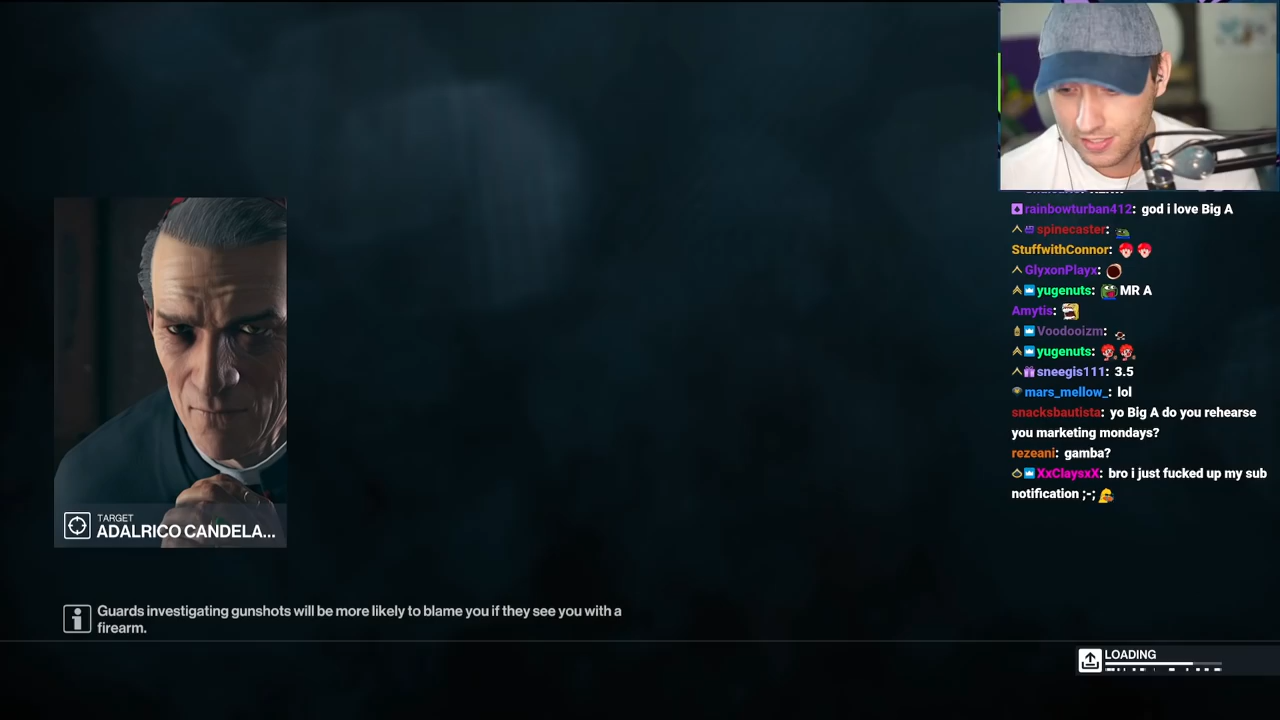 rainbowturban412: god i love Big A
spinecaster:
StuffwithConnor:
GlyxonPlayx:
yugenuts: MR A
Amytis:
Voodooizm:
yugenuts:
sneegis111: 3.5
mars_mellow_: lol
snacksbautista: yo Big A do you rehearse
you marketing mondays?
rezeani: gamba?
XxClaysxX: bro i just fucked up my sub
notification ;-;
TARGET
ADALRICO CANDELA...
Guards investigating gunshots will be more likely to blame you if they see you with a
firearm.
LOADING